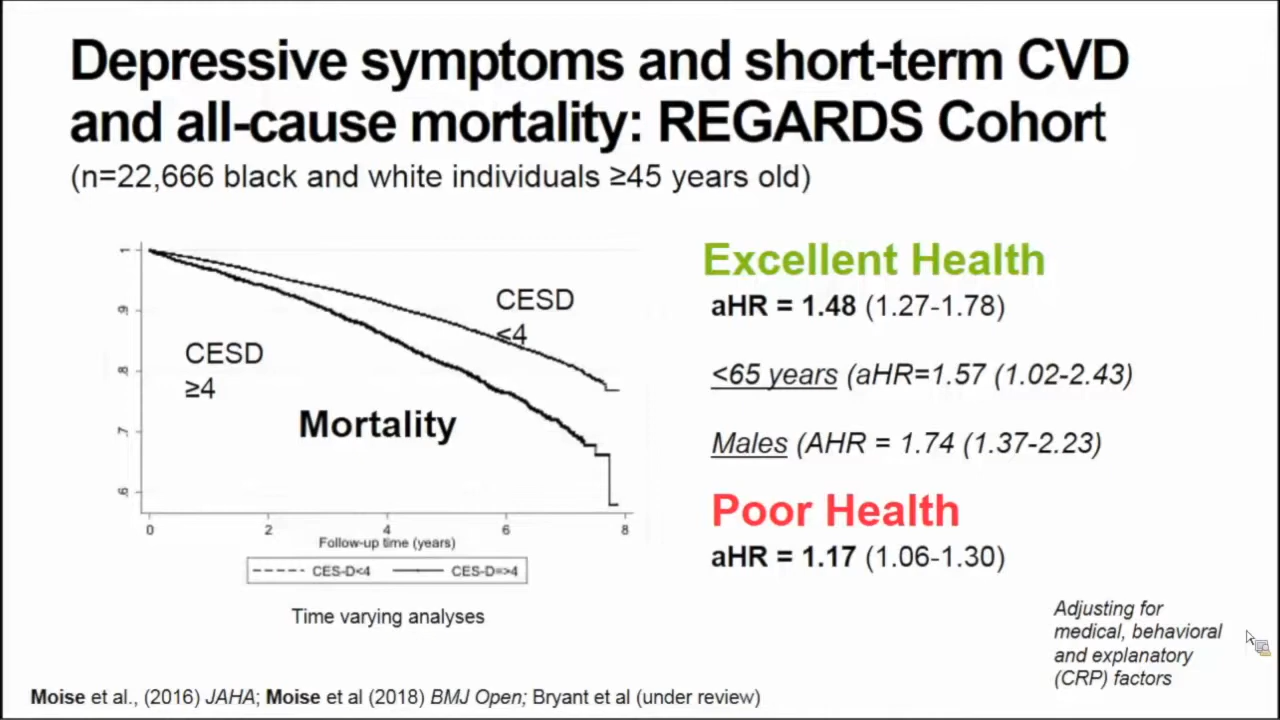 Depressive symptoms and short-term CVD
and all-cause mortality: REGARDS Cohort
(n=22,666 black and white individuals ≥45 years old)
1
.9
.8
.7
.6
CESD
<4
CESD
≥4
Mortality
0 2 4 6 8
Follow-up time (years)
CES-D<4 CES-D=>4
Time varying analyses
Excellent Health
aHR = 1.48 (1.27-1.78)
<65 years (aHR=1.57 (1.02-2.43)
Males (AHR = 1.74 (1.37-2.23)
Poor Health
aHR = 1.17 (1.06-1.30)
Adjusting for
medical, behavioral
and explanatory
(CRP) factors
Moise et al., (2016) JAHA; Moise et al (2018) BMJ Open; Bryant et al (under review)